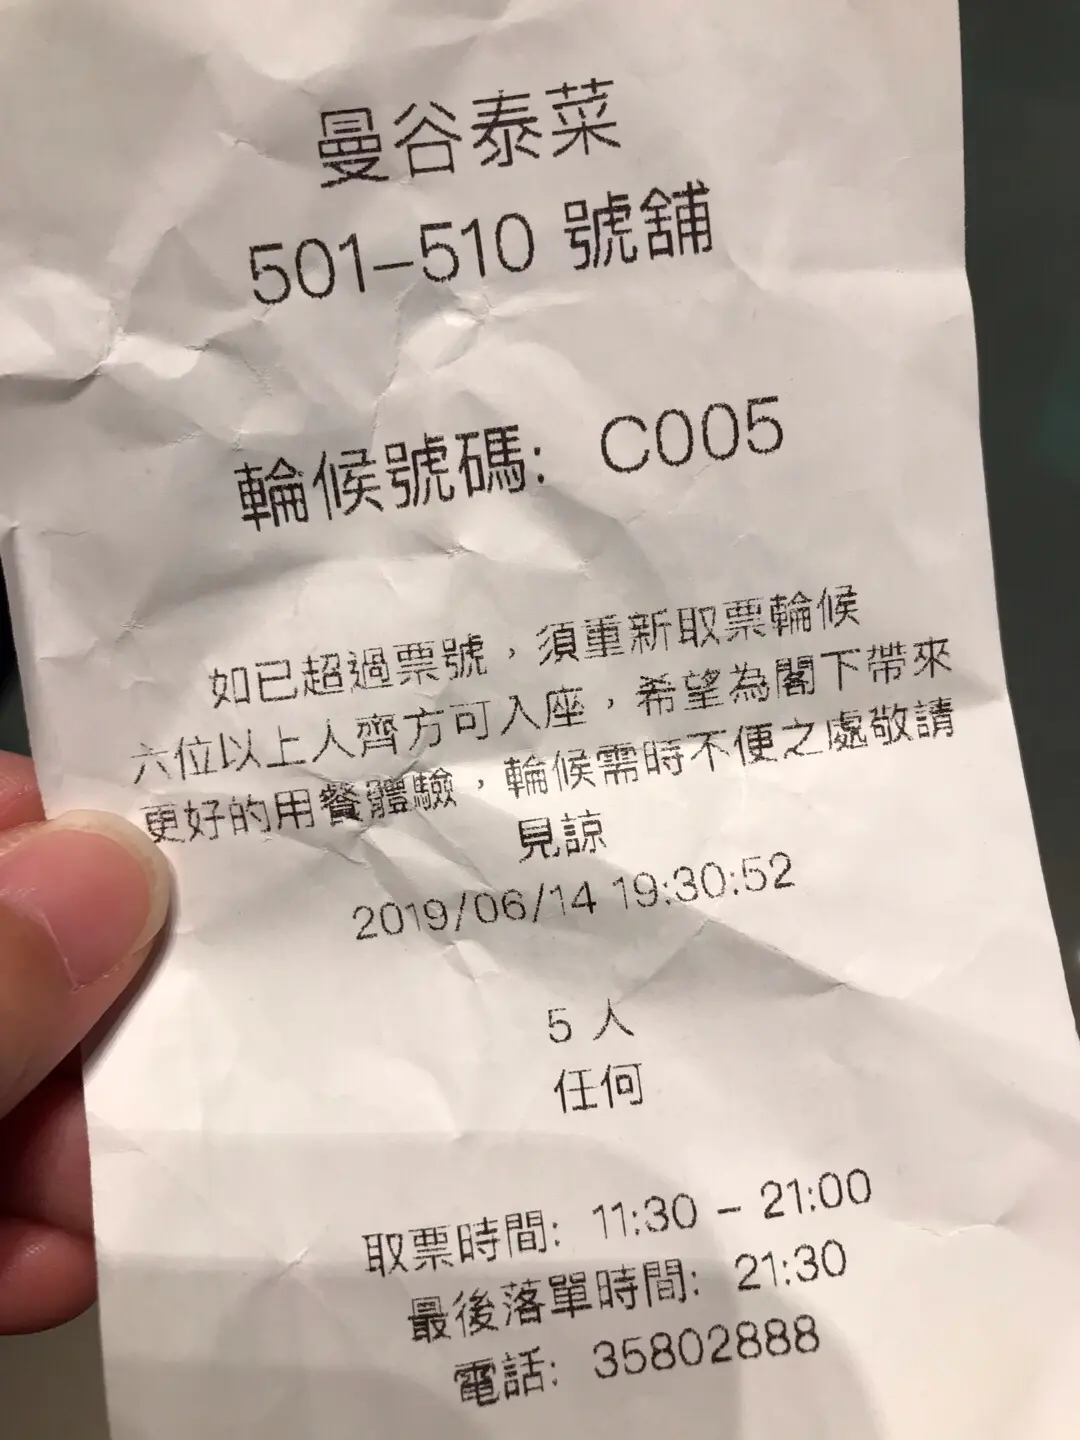 曼谷泰菜
501-510 號舖
輪候號碼: C005
如已超過票號，須重新取票輪候
六位以上人齊方可入座，希望為閣下帶來
更好的用餐體驗，輪候需時不便之處敬請
見諒
2019/06/14 19:30:52
5 人
任何
取票時間: 11:30 - 21:00
最後落單時間: 21:30
電話: 35802888